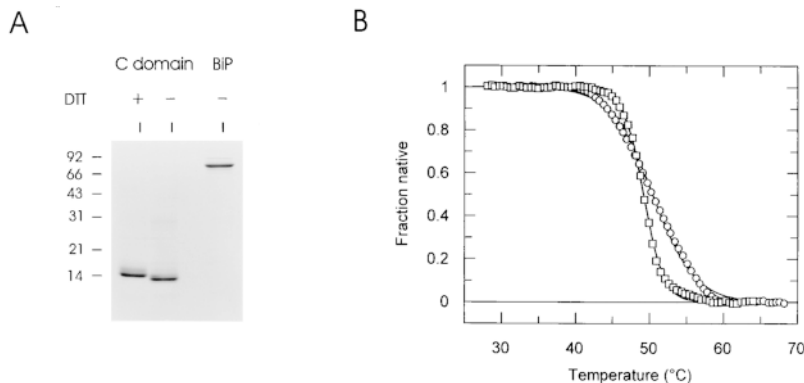 A
C domain BiP
DTT + – –
92 –
66 –
43 –
31 –
21 –
14 –
B
Fraction native
1
0.8
0.6
0.4
0.2
0
30 40 50 60 70
Temperature (°C)